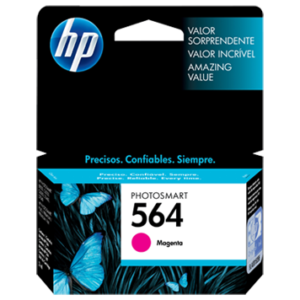 hp
VALOR
SORPRENDENTE
VALOR INCRÍVEL
AMAZING
VALUE
Precisos. Confiables. Siempre.
PHOTOSMART
564
Magenta